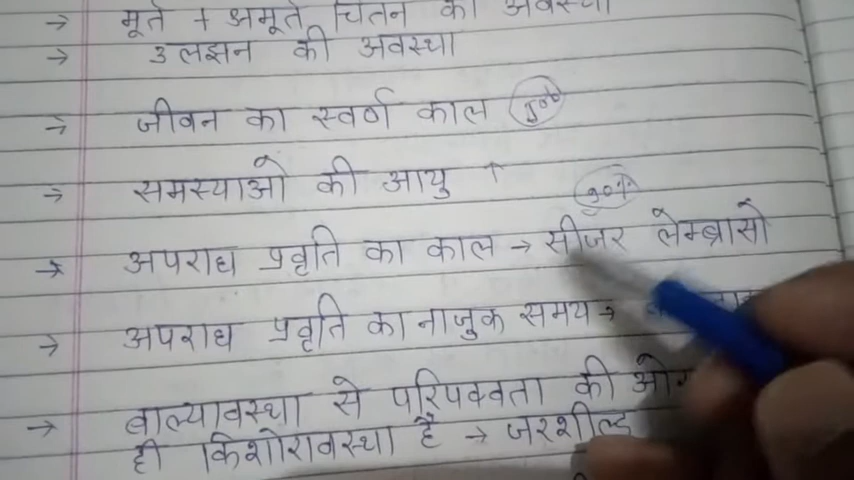 → मूर्त + अमूर्त चिंतन की अवस्था
→ उलझन की अवस्था
→ जीवन का स्वर्ण काल
→ समस्याओं की आयु ↑
90%
→ अपराध प्रवृति का काल → सीजर लेम्ब्रासो
→ अपराध प्रवृति का नाजुक समय →
→ बाल्यावस्था से परिपक्वता की
ही किशोरावस्था है → जरशील्ड